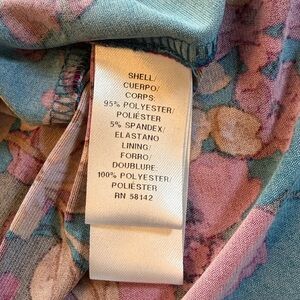 SHELL/
CUERPO/
CORPS:
95% POLYESTER/
POLIÉSTER
5% SPANDEX/
ELASTANO
LINING/
FORRO/
DOUBLURE:
100% POLYESTER/
POLIÉSTER
RN 58142